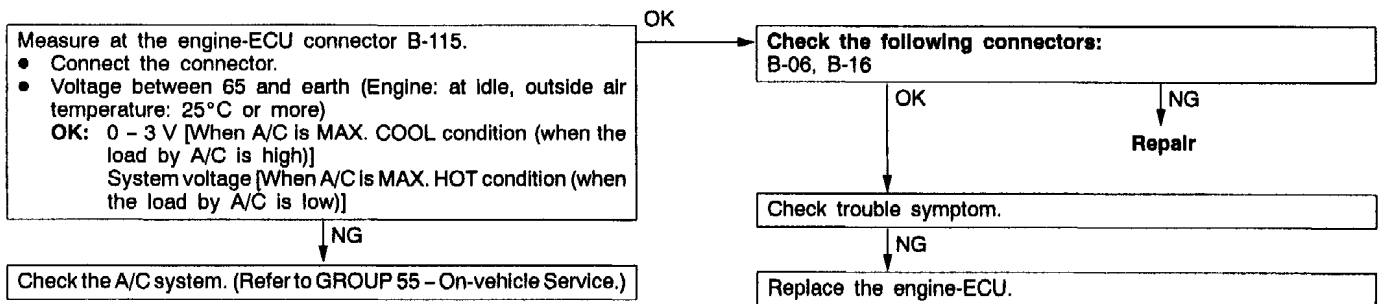 Measure at the engine-ECU connector B-115.
● Connect the connector.
● Voltage between 65 and earth (Engine: at idle, outside air
temperature: 25°C or more)
OK: 0 – 3 V [When A/C is MAX. COOL condition (when the
load by A/C is high)]
System voltage [When A/C is MAX. HOT condition (when
the load by A/C is low)]
NG
Check the A/C system. (Refer to GROUP 55 – On-vehicle Service.)
OK
Check the following connectors:
B-06, B-16
OK
NG
Repair
Check trouble symptom.
NG
Replace the engine-ECU.